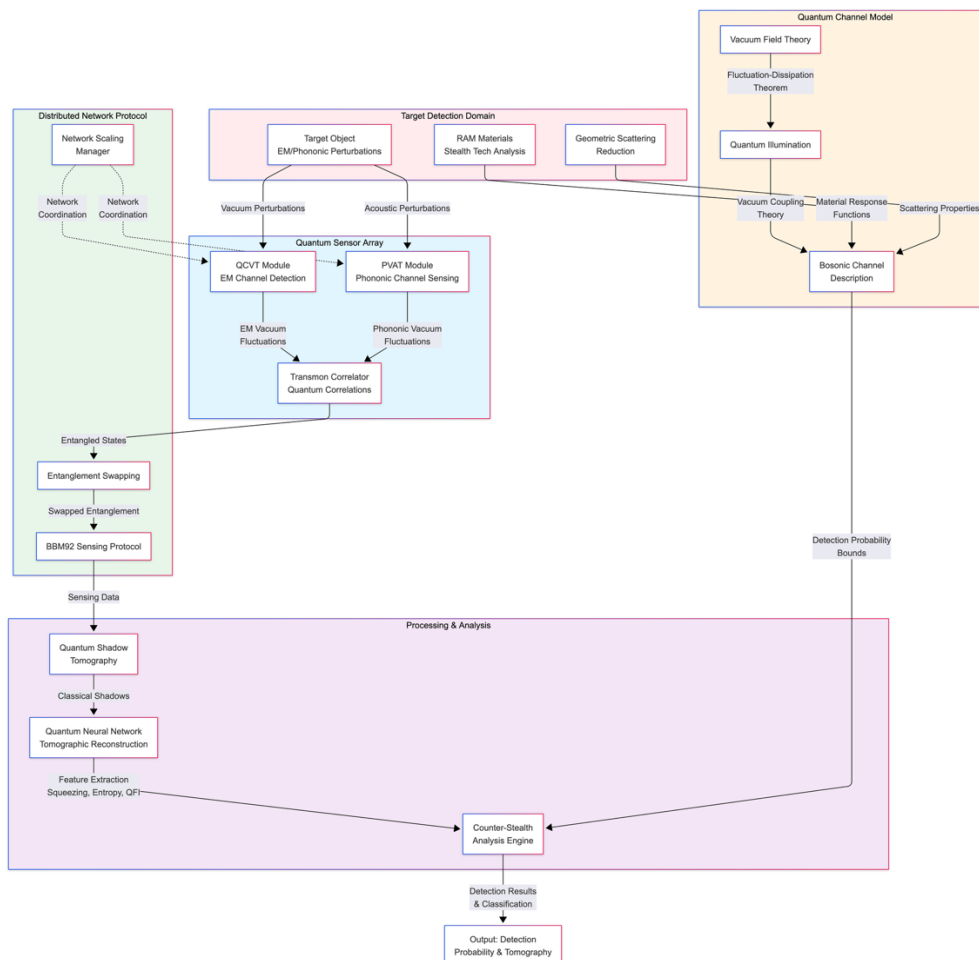 Quantum Channel Model
Vacuum Field Theory
Fluctuation-Dissipation
Theorem
Quantum Illumination
Distributed Network Protocol
Network Scaling
Manager
Network
Coordination
Network
Coordination
Target Detection Domain
Target Object
EM/Phononic Perturbations
RAM Materials
Stealth Tech Analysis
Geometric Scattering
Reduction
Vacuum Perturbations
Acoustic Perturbations
Vacuum Coupling
Theory
Material Response
Functions
Scattering Properties
Bosonic Channel
Description
Quantum Sensor Array
QCVT Module
EM Channel Detection
PVAT Module
Phononic Channel Sensing
EM Vacuum
Fluctuations
Phononic Vacuum
Fluctuations
Transmon Correlator
Quantum Correlations
Entangled States
Entanglement Swapping
Swapped Entanglement
BBM92 Sensing Protocol
Detection Probability
Bounds
Sensing Data
Processing & Analysis
Quantum Shadow
Tomography
Classical Shadows
Quantum Neural Network
Tomographic Reconstruction
Feature Extraction
Squeezing, Entropy, QFI
Counter-Stealth
Analysis Engine
Detection Results
& Classification
Output: Detection
Probability & Tomography